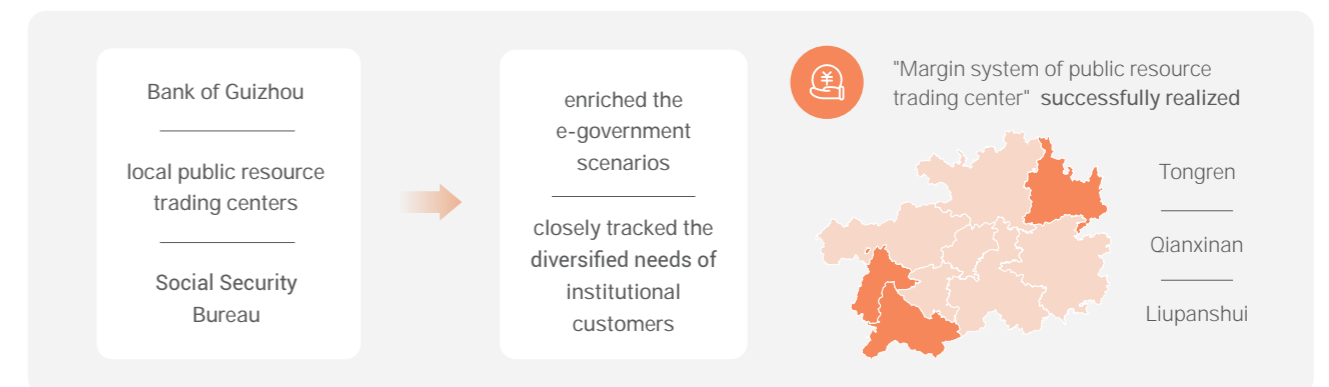 Bank of Guizhou
local public resource
trading centers
Social Security
Bureau
enriched the
e-government
scenarios
closely tracked the
diversified needs of
institutional
customers
¥
"Margin system of public resource
trading center" successfully realized
Tongren
Qianxinan
Liupanshui